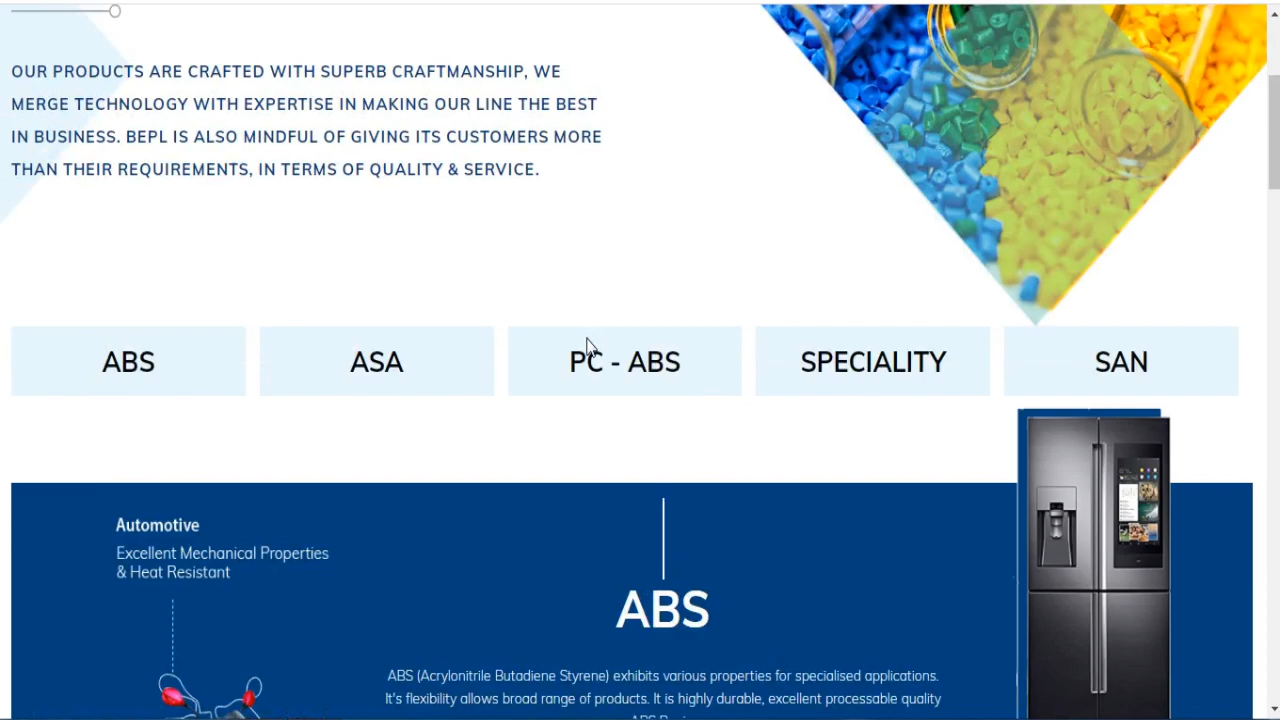 OUR PRODUCTS ARE CRAFTED WITH SUPERB CRAFTMANSHIP, WE
MERGE TECHNOLOGY WITH EXPERTISE IN MAKING OUR LINE THE BEST
IN BUSINESS. BEPL IS ALSO MINDFUL OF GIVING ITS CUSTOMERS MORE
THAN THEIR REQUIREMENTS, IN TERMS OF QUALITY & SERVICE.
ABS
ASA
PC - ABS
SPECIALITY
SAN
Automotive
Excellent Mechanical Properties
& Heat Resistant
ABS
ABS (Acrylonitrile Butadiene Styrene) exhibits various properties for specialised applications.
It's flexibility allows broad range of products. It is highly durable, excellent processable quality